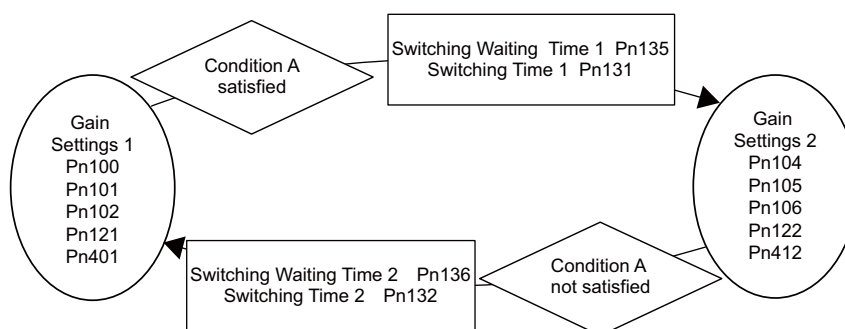 Condition A
satisfied
Switching Waiting Time 1 Pn135
Switching Time 1 Pn131
Gain
Settings 1
Pn100
Pn101
Pn102
Pn121
Pn401
Gain
Settings 2
Pn104
Pn105
Pn106
Pn122
Pn412
Switching Waiting Time 2 Pn136
Switching Time 2 Pn132
Condition A
not satisfied